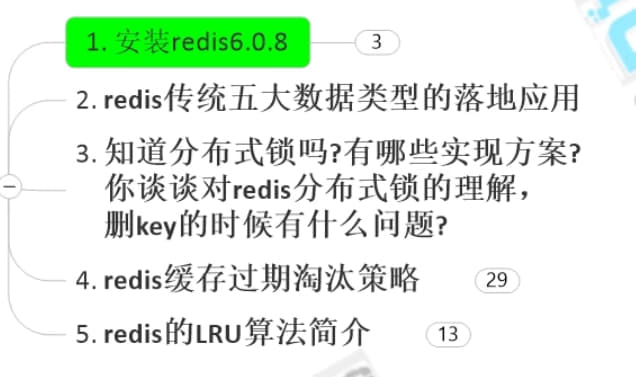 1. 安装redis6.0.8
3
2. redis传统五大数据类型的落地应用
3. 知道分布式锁吗?有哪些实现方案?
你谈谈对redis分布式锁的理解，
删key的时候有什么问题?
4. redis缓存过期淘汰策略
29
5. redis的LRU算法简介
13